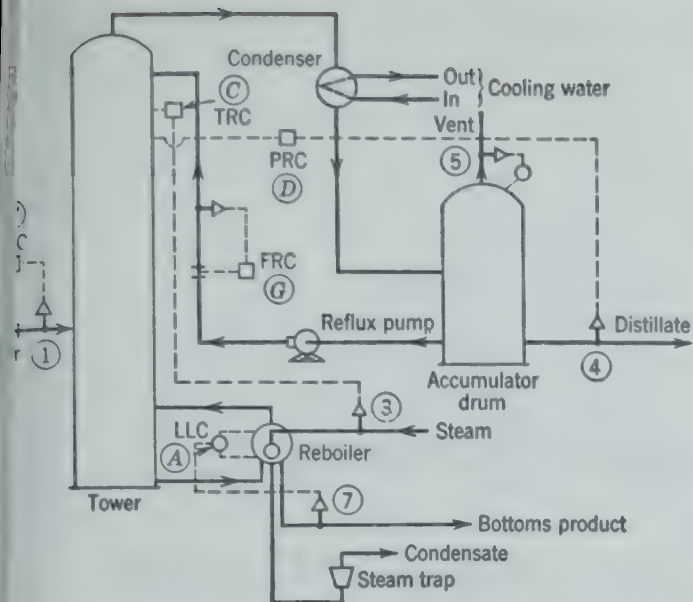 Condenser
Out
In
Cooling water
Vent
C
TRC
PRC
D
5
FRC
G
1
Reflux pump
Distillate
4
Accumulator
drum
3
Steam
LLC
A
Reboiler
Tower
7
Bottoms product
Condensate
Steam trap